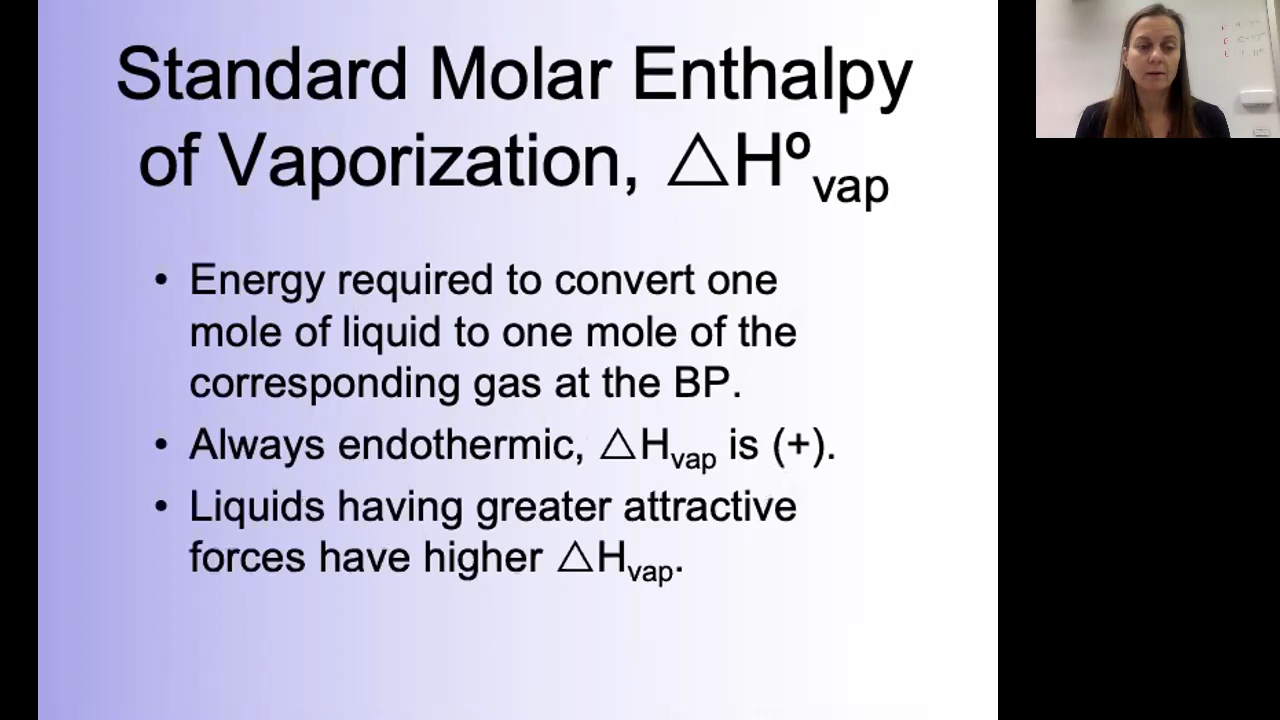 Standard Molar Enthalpy
of Vaporization, △Hº vap
• Energy required to convert one
mole of liquid to one mole of the
corresponding gas at the BP.
• Always endothermic, △Hvap is (+).
• Liquids having greater attractive
forces have higher △Hvap.